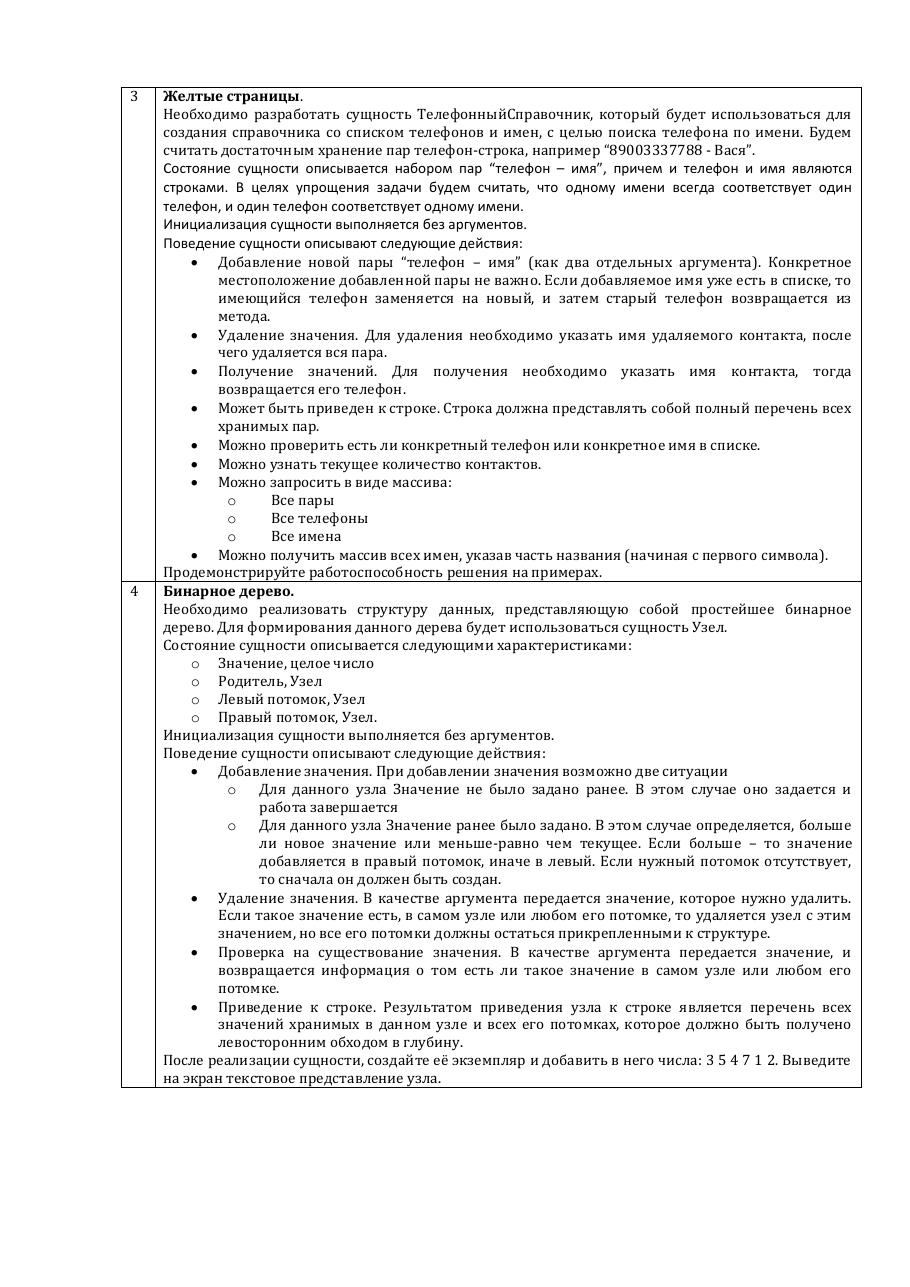 3 Желтые страницы.
Необходимо разработать сущность ТелефонныйСправочник, который будет использоваться для
создания справочника со списком телефонов и имен, с целью поиска телефона по имени. Будем
считать достаточным хранение пар телефон-строка, например “89003337788 - Вася”.
Состояние сущности описывается набором пар “телефон – имя”, причем и телефон и имя являются
строками. В целях упрощения задачи будем считать, что одному имени всегда соответствует один
телефон, и один телефон соответствует одному имени.
Инициализация сущности выполняется без аргументов.
Поведение сущности описывают следующие действия:
• Добавление новой пары “телефон – имя” (как два отдельных аргумента). Конкретное
местоположение добавленной пары не важно. Если добавляемое имя уже есть в списке, то
имеющийся телефон заменяется на новый, и затем старый телефон возвращается из
метода.
• Удаление значения. Для удаления необходимо указать имя удаляемого контакта, после
чего удаляется вся пара.
• Получение значений. Для получения необходимо указать имя контакта, тогда
возвращается его телефон.
• Может быть приведен к строке. Строка должна представлять собой полный перечень всех
хранимых пар.
• Можно проверить есть ли конкретный телефон или конкретное имя в списке.
• Можно узнать текущее количество контактов.
• Можно запросить в виде массива:
o Все пары
o Все телефоны
o Все имена
• Можно получить массив всех имен, указав часть названия (начиная с первого символа).
Продемонстрируйте работоспособность решения на примерах.
4 Бинарное дерево.
Необходимо реализовать структуру данных, представляющую собой простейшее бинарное
дерево. Для формирования данного дерева будет использоваться сущность Узел.
Состояние сущности описывается следующими характеристиками:
o Значение, целое число
o Родитель, Узел
o Левый потомок, Узел
o Правый потомок, Узел.
Инициализация сущности выполняется без аргументов.
Поведение сущности описывают следующие действия:
• Добавление значения. При добавлении значения возможно две ситуации
o Для данного узла Значение не было задано ранее. В этом случае оно задается и
работа завершается
o Для данного узла Значение ранее было задано. В этом случае определяется, больше
ли новое значение или меньше-равно чем текущее. Если больше – то значение
добавляется в правый потомок, иначе в левый. Если нужный потомок отсутствует,
то сначала он должен быть создан.
• Удаление значения. В качестве аргумента передается значение, которое нужно удалить.
Если такое значение есть, в самом узле или любом его потомке, то удаляется узел с этим
значением, но все его потомки должны остаться прикрепленными к структуре.
• Проверка на существование значения. В качестве аргумента передается значение, и
возвращается информация о том есть ли такое значение в самом узле или любом его
потомке.
• Приведение к строке. Результатом приведения узла к строке является перечень всех
значений хранимых в данном узле и всех его потомках, которое должно быть получено
левосторонним обходом в глубину.
После реализации сущности, создайте её экземпляр и добавить в него числа: 3 5 4 7 1 2. Выведите
на экран текстовое представление узла.